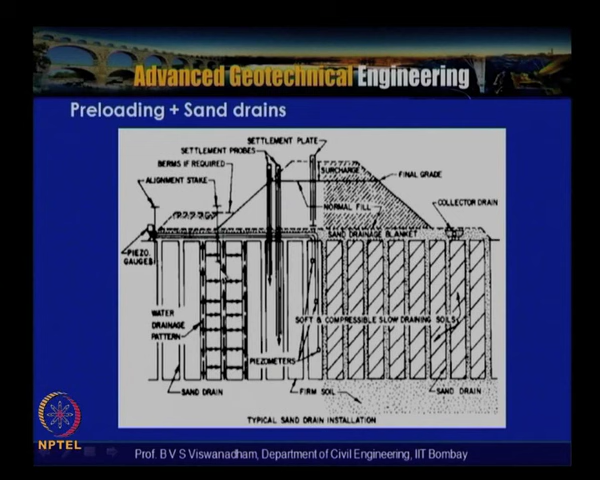 Advanced Geotechnical Engineering
Preloading + Sand drains
SETTLEMENT PLATE
SETTLEMENT PROBES
BERMS IF REQUIRED
SURCHARGE
ALIGNMENT STAKE
FINAL GRADE
NORMAL FILL
COLLECTOR DRAIN
SAND DRAINAGE BLANKET
PIEZO.
GAUGES
WATER
DRAINAGE
PATTERN
SOFT & COMPRESSIBLE SLOW DRAINING SOILS
PIEZOMETERS
SAND DRAIN
FIRM SOIL
SAND DRAIN
TYPICAL SAND DRAIN INSTALLATION
NPTEL
Prof. B V S Viswanadham, Department of Civil Engineering, IIT Bombay